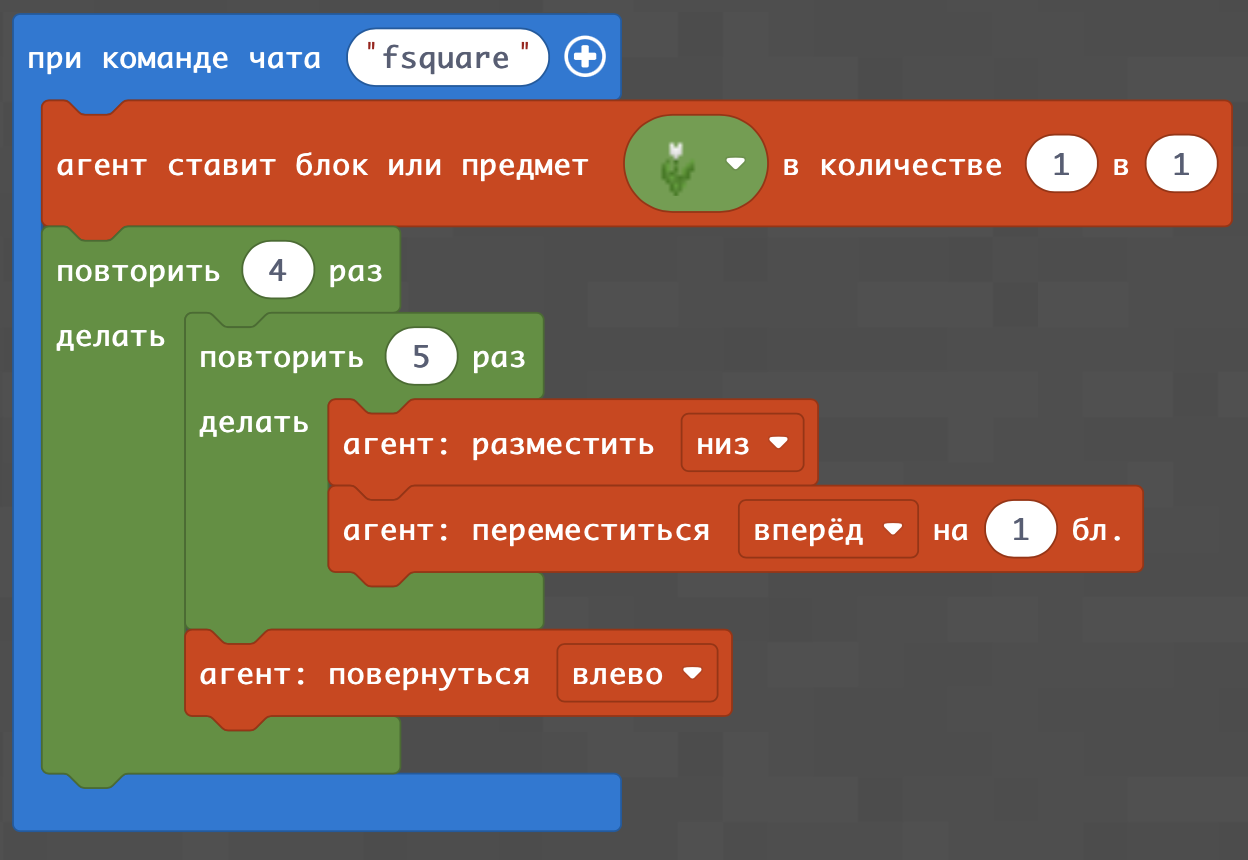 при команде чата "fsquare"
агент ставит блок или предмет в количестве 1 в 1
повторить 4 раз
делать
повторить 5 раз
делать
агент: разместить низ
агент: переместиться вперёд на 1 бл.
агент: повернуться влево